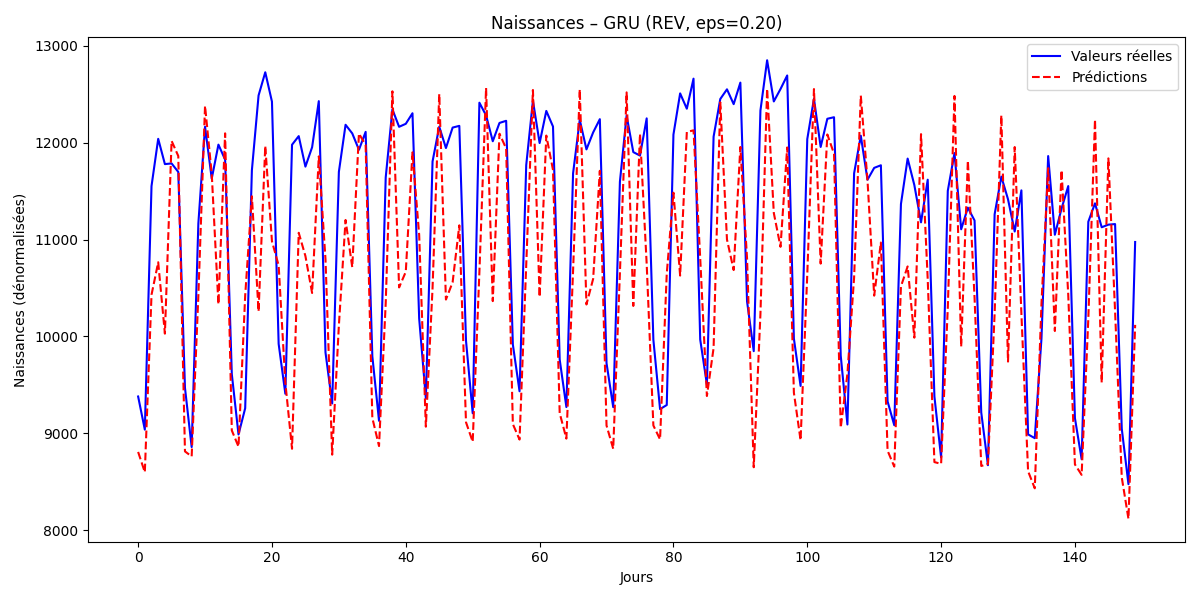 Naissances – GRU (REV, eps=0.20)
Valeurs réelles
Prédictions
Naissances (dénormalisées)
13000
12000
11000
10000
9000
8000
0 20 40 60 80 100 120 140
Jours